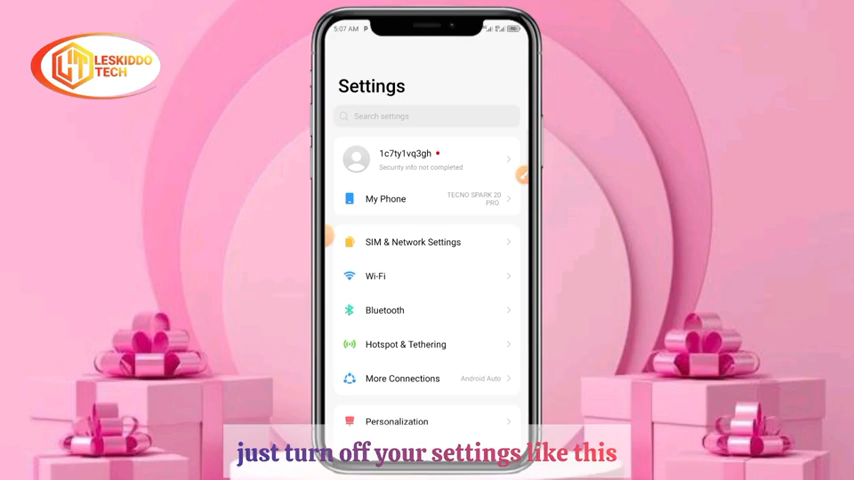 LESKIDDO
TECH
5:07 AM P
Settings
Search settings
1c7ty1vq3gh
Security info not completed
My Phone
TECNO SPARK 20
PRO
SIM & Network Settings
Wi-Fi
Bluetooth
Hotspot & Tethering
More Connections
Android Auto
Personalization
just turn off your settings like this